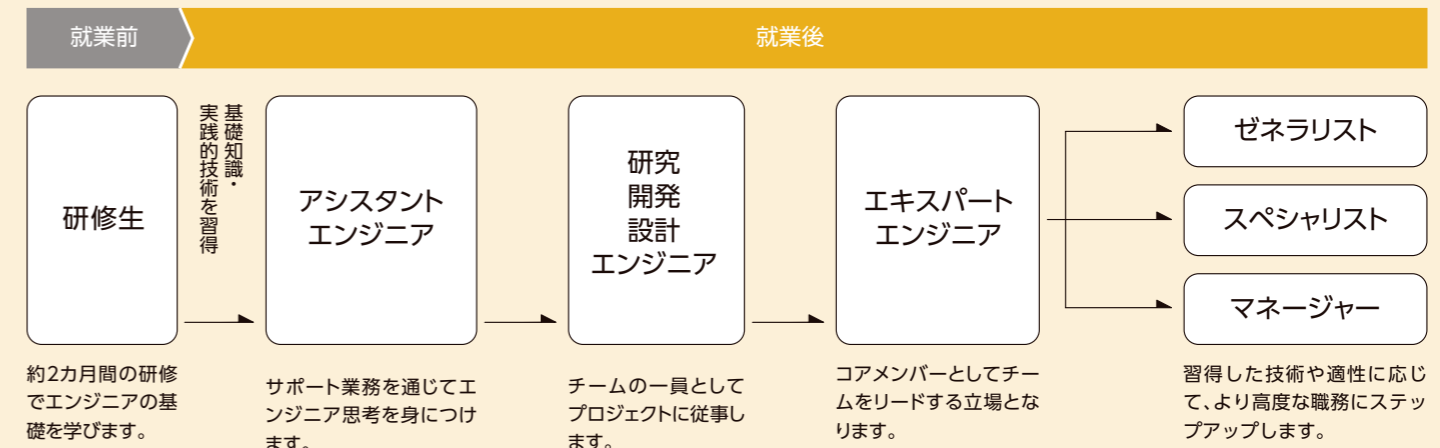 就業前
就業後
研修生
基礎知識・
実践的技術を習得
アシスタント
エンジニア
研究
開発
設計
エンジニア
エキスパート
エンジニア
ゼネラリスト
スペシャリスト
マネージャー
約2カ月間の研修
でエンジニアの基
礎を学びます。
サポート業務を通じてエ
ンジニア思考を身につけ
ます。
チームの一員として
プロジェクトに従事し
ます。
コアメンバーとしてチー
ムをリードする立場とな
ります。
習得した技術や適性に応じ
て、より高度な職務にステッ
プアップします。